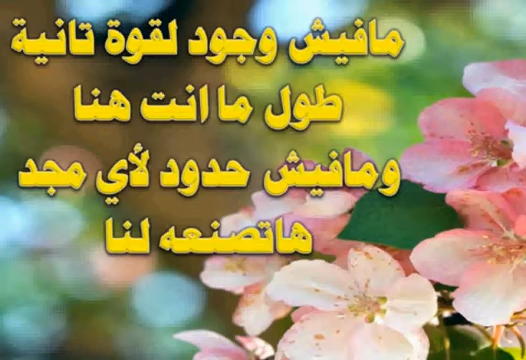 مافيش وجود لقوة تانية
طول ما انت هنا
ومافيش حدود لأي مجد
هاتصنعه لنا